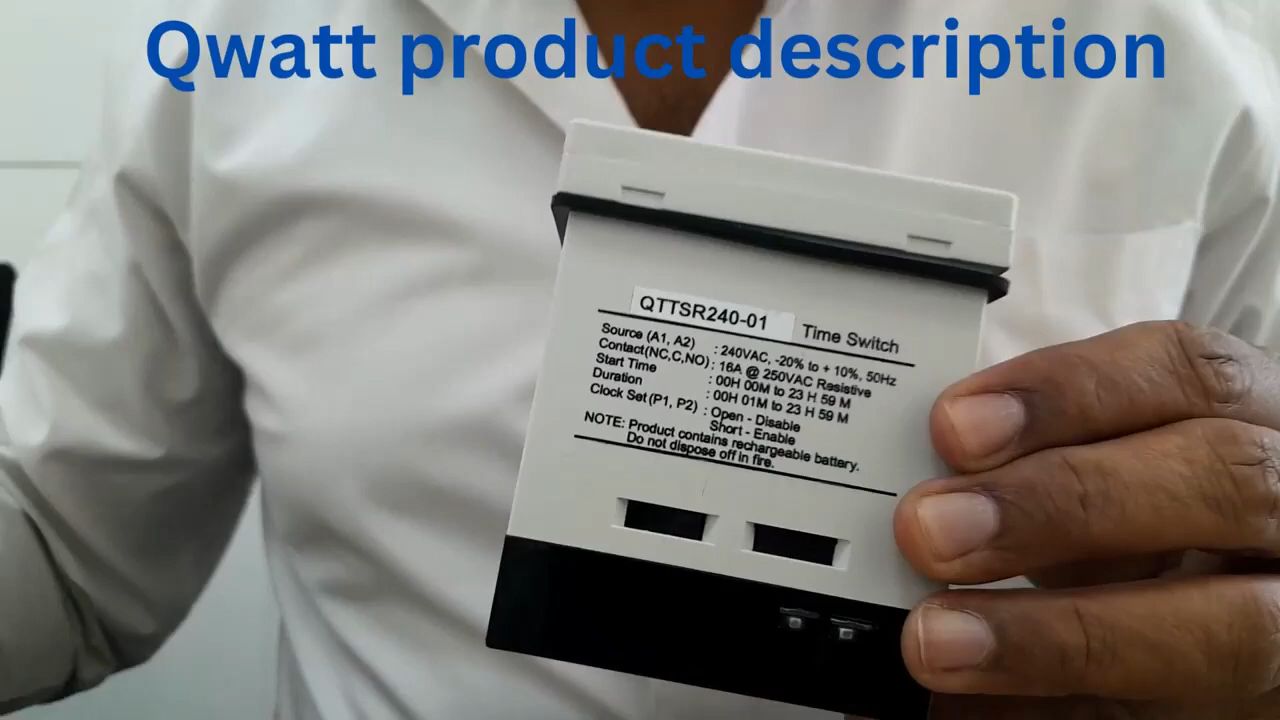 Qwatt product description
QTTSR240-01 Time Switch
Source (A1, A2) : 240VAC, -20% to + 10%, 50Hz
Contact(NC,C,NO) : 16A @ 250VAC Resistive
Start Time : 00H 00M to 23 H 59 M
Duration : 00H 01M to 23 H 59 M
Clock Set (P1, P2) : Open - Disable
Short - Enable
NOTE: Product contains rechargeable battery.
Do not dispose off in fire.